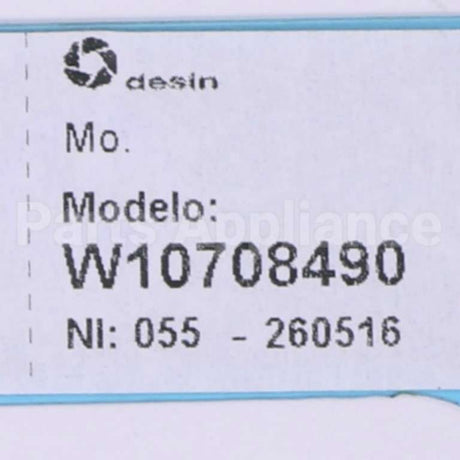 desin
Mo.
Modelo:
Parts Appliance
W10708490
NI: 055 - 260516